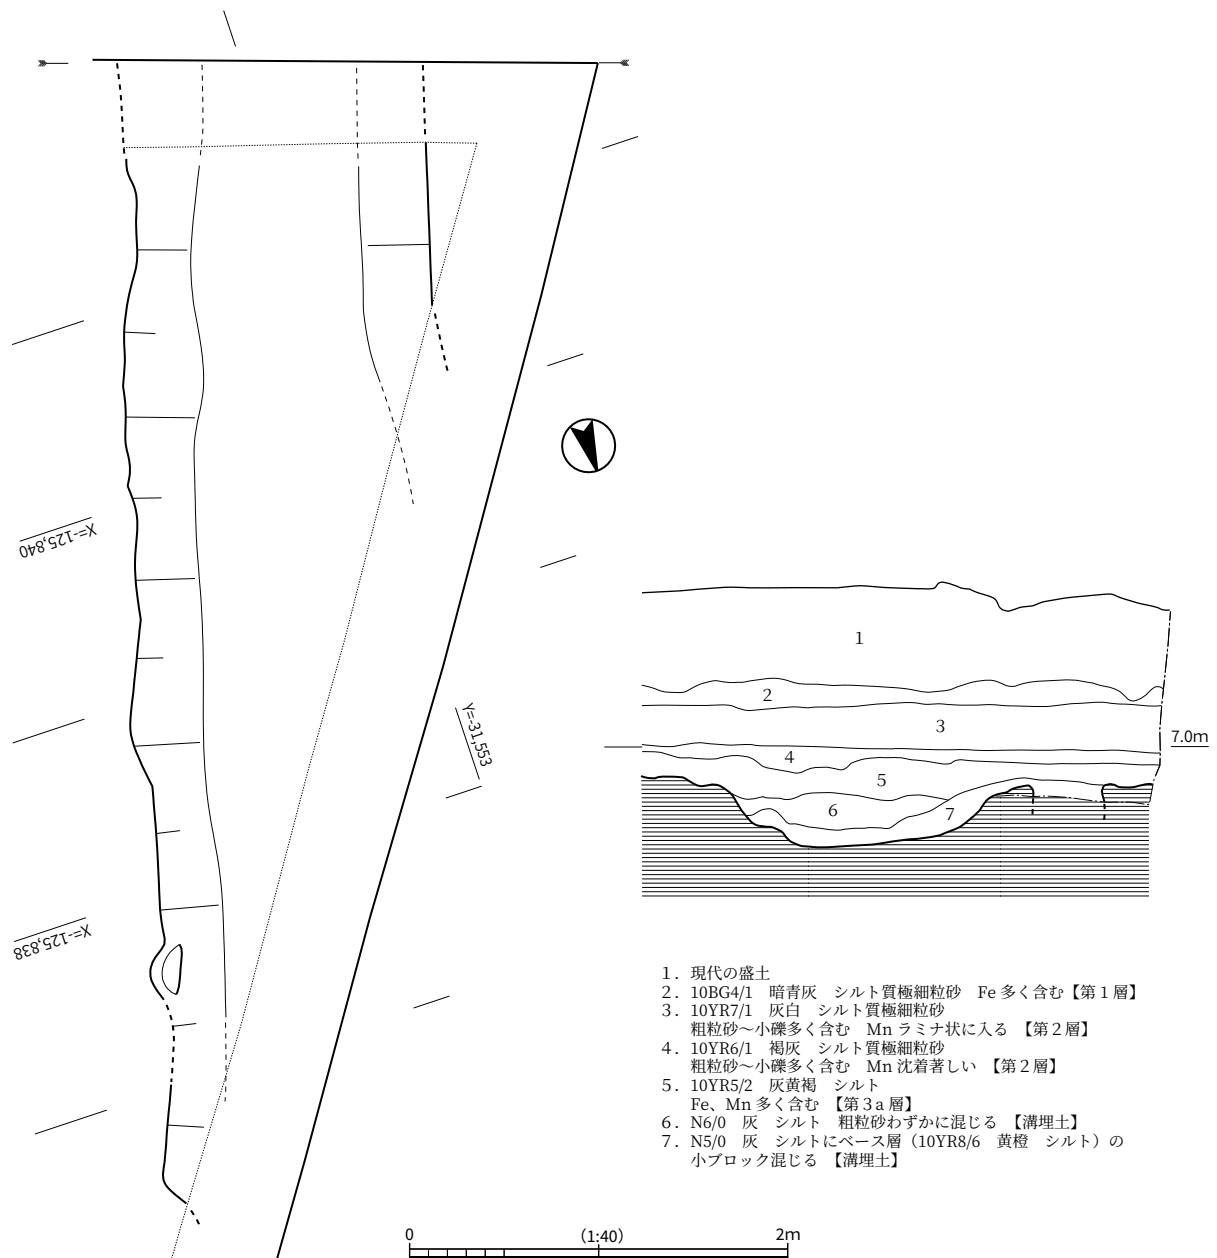 X=-125,840
Y=-31,553
X=-125,838
1
2
3
7.0m
4
5
6
7
１．現代の盛土
２．10BG4/1　暗青灰　シルト質極細粒砂　Fe 多く含む【第１層】
３．10YR7/1　灰白　シルト質極細粒砂
粗粒砂～小礫多く含む　Mn ラミナ状に入る　【第２層】
４．10YR6/1　褐灰　シルト質極細粒砂
粗粒砂～小礫多く含む　Mn 沈着著しい　【第２層】
５．10YR5/2　灰黄褐　シルト
Fe、Mn 多く含む　【第３a 層】
６．N6/0　灰　シルト　粗粒砂わずかに混じる　【溝埋土】
７．N5/0　灰　シルトにベース層（10YR8/6　黄橙　シルト）の
小ブロック混じる　【溝埋土】
0　（1:40）　2m